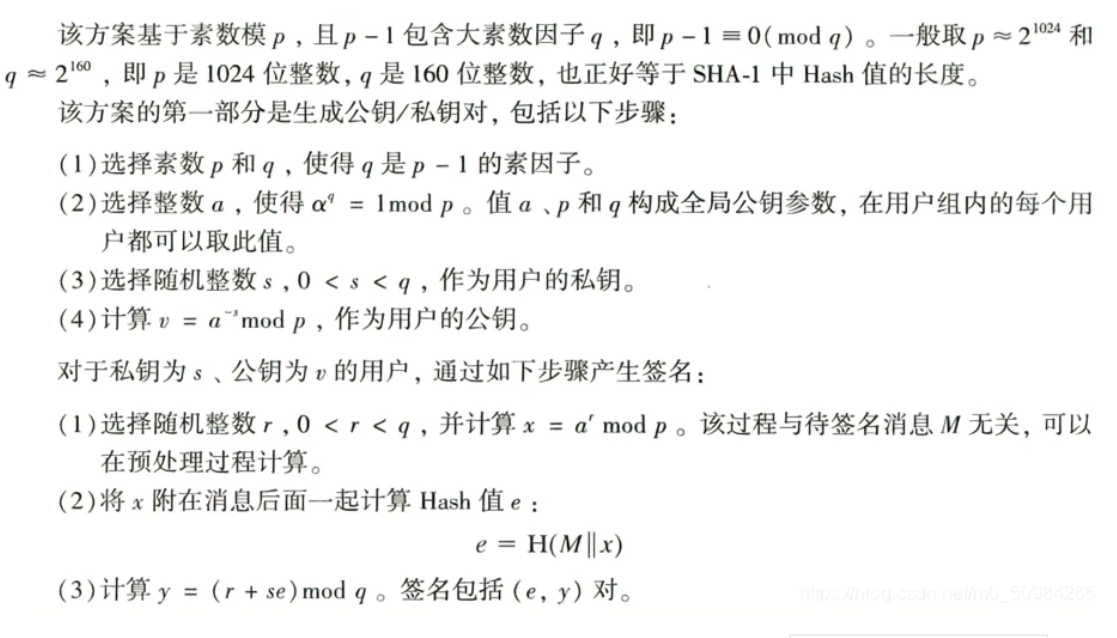 该方案基于素数模 p ，且 p – 1 包含大素数因子 q ，即 p – 1 ≡ 0(mod q) 。一般取 p ≈ 2^1024 和
q ≈ 2^160 ，即 p 是 1024 位整数，q 是 160 位整数，也正好等于 SHA-1 中 Hash 值的长度。
该方案的第一部分是生成公钥/私钥对，包括以下步骤：
(1)选择素数 p 和 q ，使得 q 是 p – 1 的素因子。
(2)选择整数 a ，使得 α^q = 1mod p 。值 a 、p 和 q 构成全局公钥参数，在用户组内的每个用
户都可以取此值。
(3)选择随机整数 s ,0 < s < q ，作为用户的私钥。
(4)计算 v = a^-s mod p ，作为用户的公钥。
对于私钥为 s 、公钥为 v 的用户，通过如下步骤产生签名：
(1)选择随机整数 r ,0 < r < q ，并计算 x = a^r mod p 。该过程与待签名消息 M 无关，可以
在预处理过程计算。
(2)将 x 附在消息后面一起计算 Hash 值 e ：
e = H(M‖x)
(3)计算 y = (r + se)mod q 。签名包括 (e, y) 对。
https://blog.csdn.net/m0_50984266